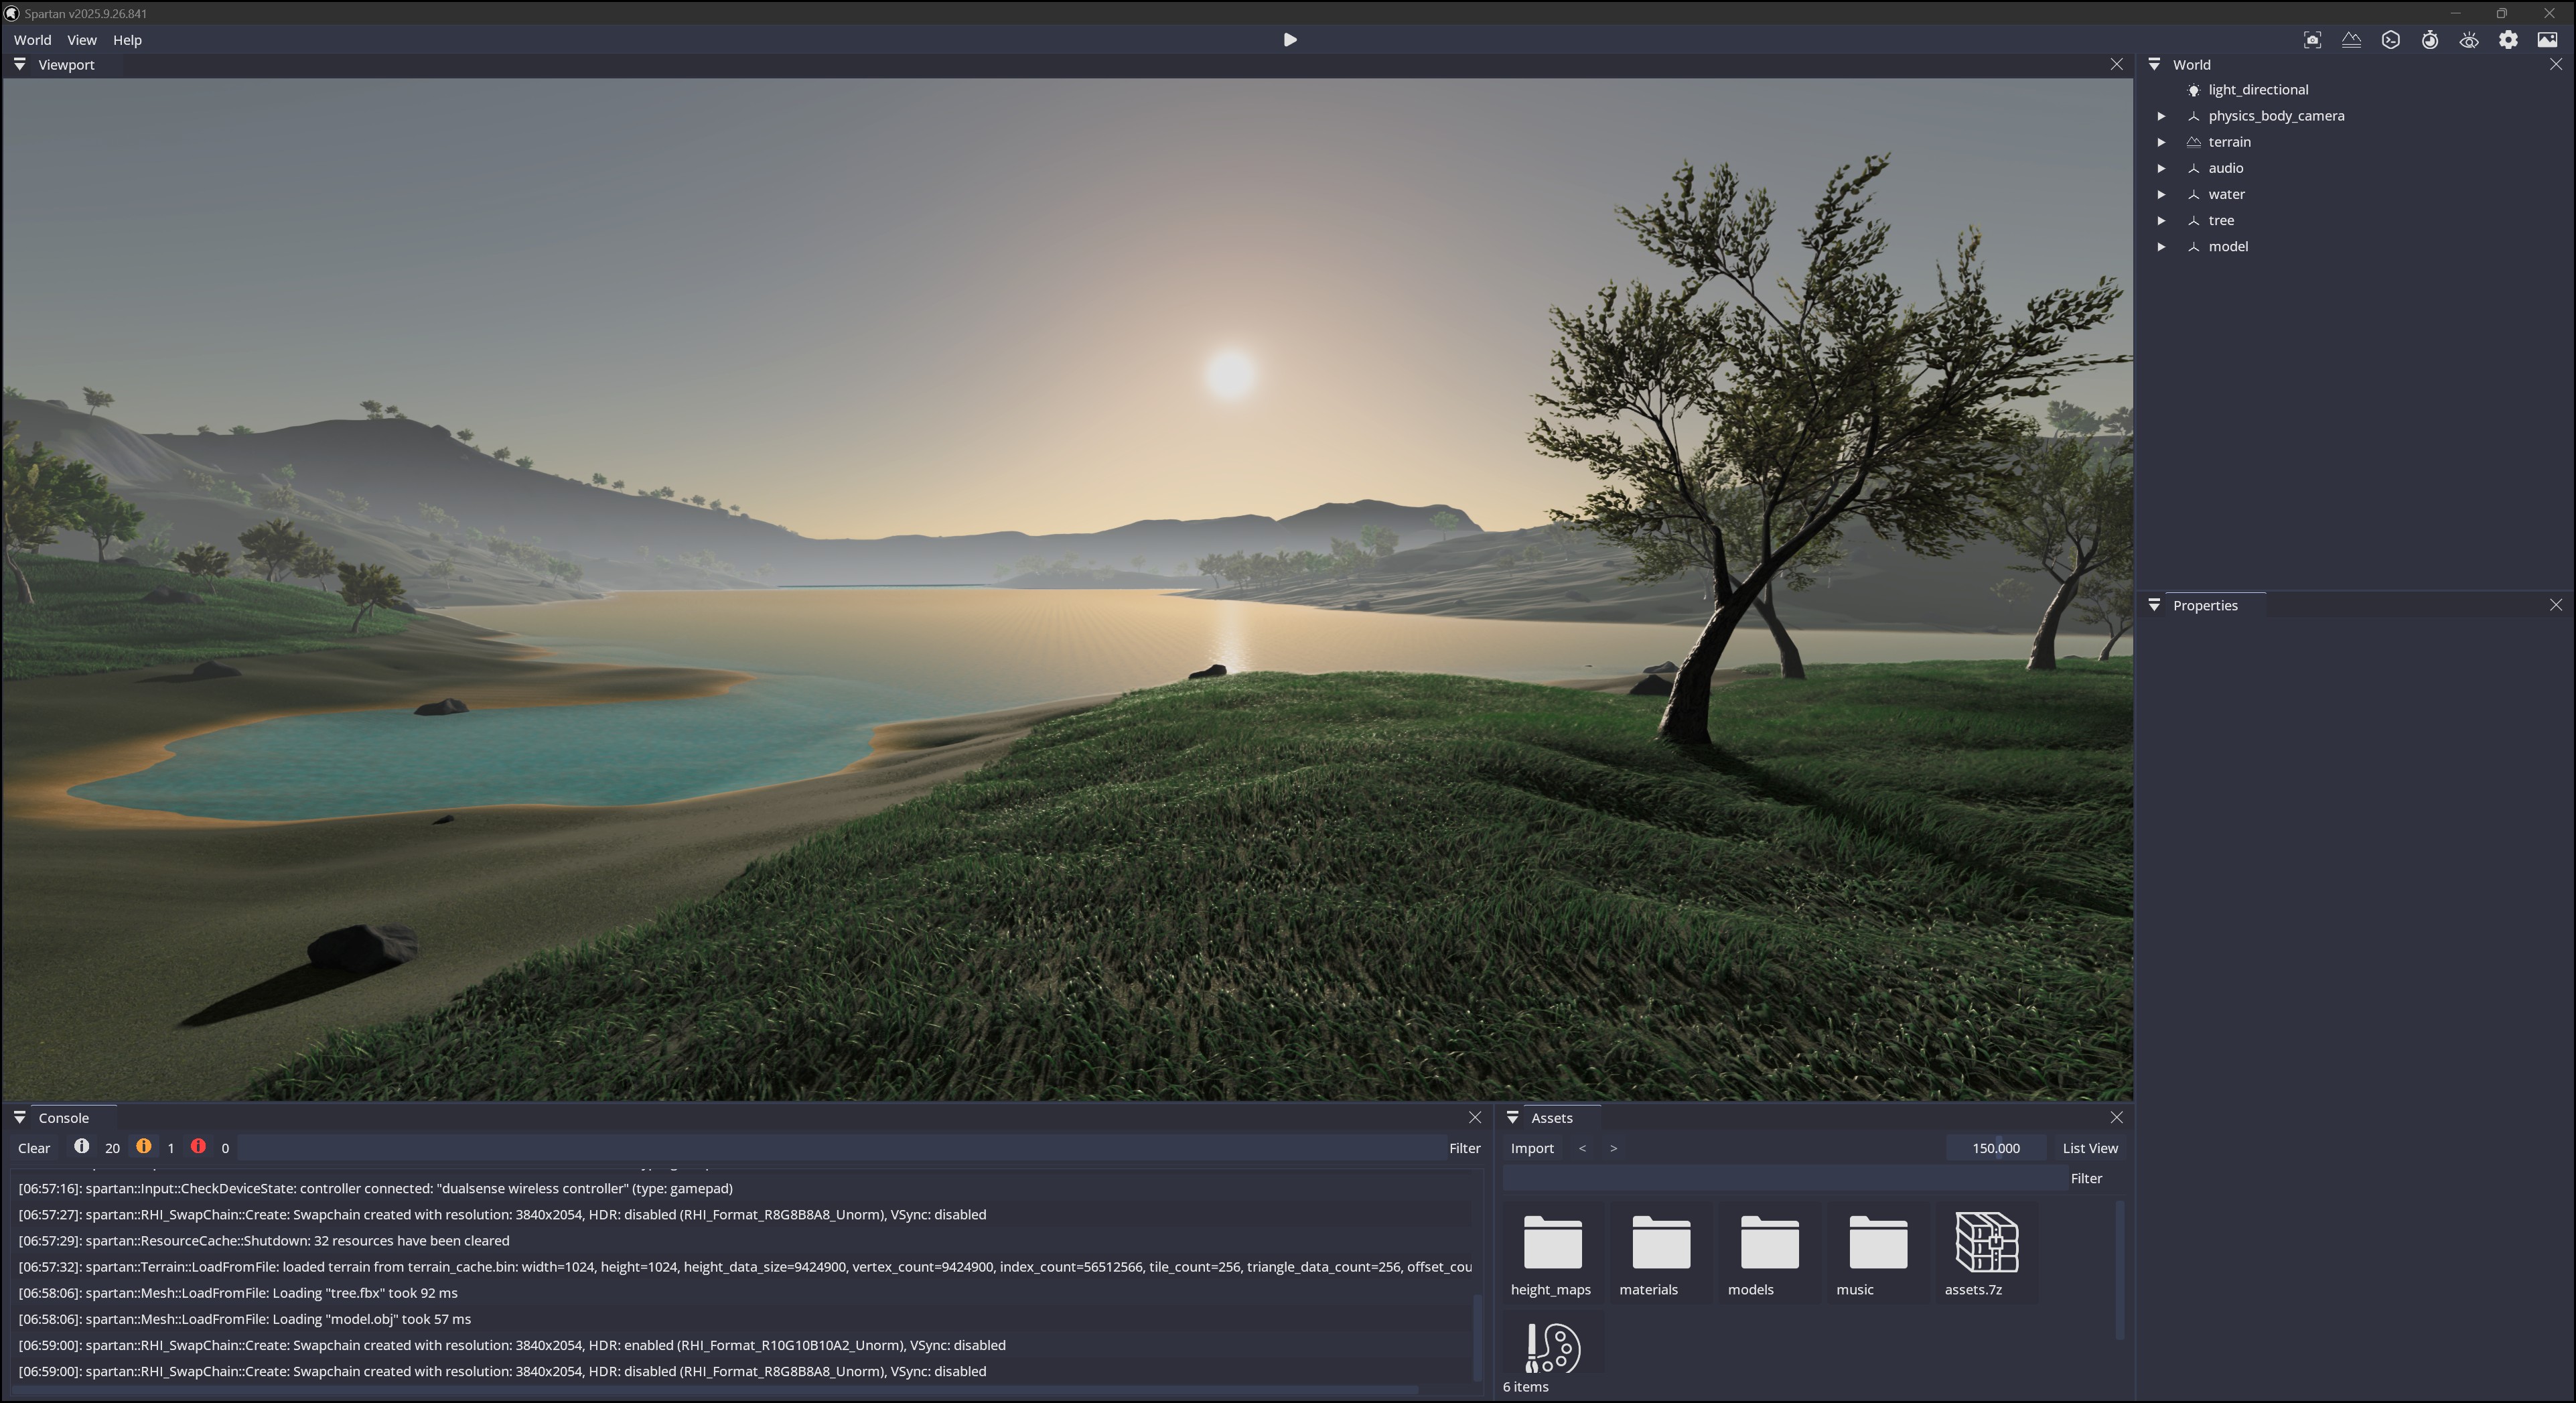 Spartan v2025.9.26.841
World View Help
Viewport
World
light_directional
physics_body_camera
terrain
audio
water
tree
model
Properties
Console
Clear 20 1 0 Filter
[06:57:16]: spartan::Input::CheckDeviceState: controller connected: "dualsense wireless controller" (type: gamepad)
[06:57:27]: spartan::RHI_SwapChain::Create: Swapchain created with resolution: 3840x2054, HDR: disabled (RHI_Format_R8G8B8A8_Unorm), VSync: disabled
[06:57:29]: spartan::ResourceCache::Shutdown: 32 resources have been cleared
[06:57:32]: spartan::Terrain::LoadFromFile: loaded terrain from terrain_cache.bin: width=1024, height=1024, height_data_size=9424900, vertex_count=9424900, index_count=56512566, tile_count=256, triangle_data_count=256, offset_cou
[06:58:06]: spartan::Mesh::LoadFromFile: Loading "tree.fbx" took 92 ms
[06:58:06]: spartan::Mesh::LoadFromFile: Loading "model.obj" took 57 ms
[06:59:00]: spartan::RHI_SwapChain::Create: Swapchain created with resolution: 3840x2054, HDR: enabled (RHI_Format_R10G10B10A2_Unorm), VSync: disabled
[06:59:00]: spartan::RHI_SwapChain::Create: Swapchain created with resolution: 3840x2054, HDR: disabled (RHI_Format_R8G8B8A8_Unorm), VSync: disabled
Assets
Import < > 150.000 List View
Filter
height_maps materials models music assets.7z
6 items